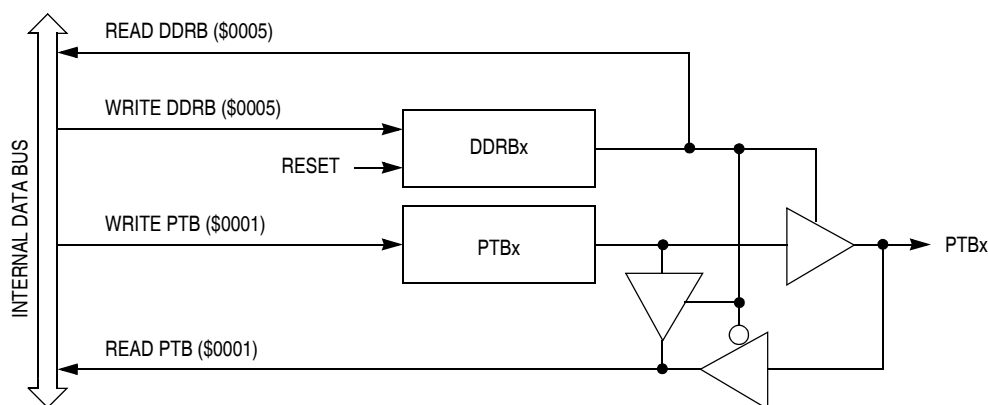 READ DDRB ($0005)
WRITE DDRB ($0005)
DDRBx
RESET
INTERNAL DATA BUS
WRITE PTB ($0001)
PTBx
PTBx
READ PTB ($0001)